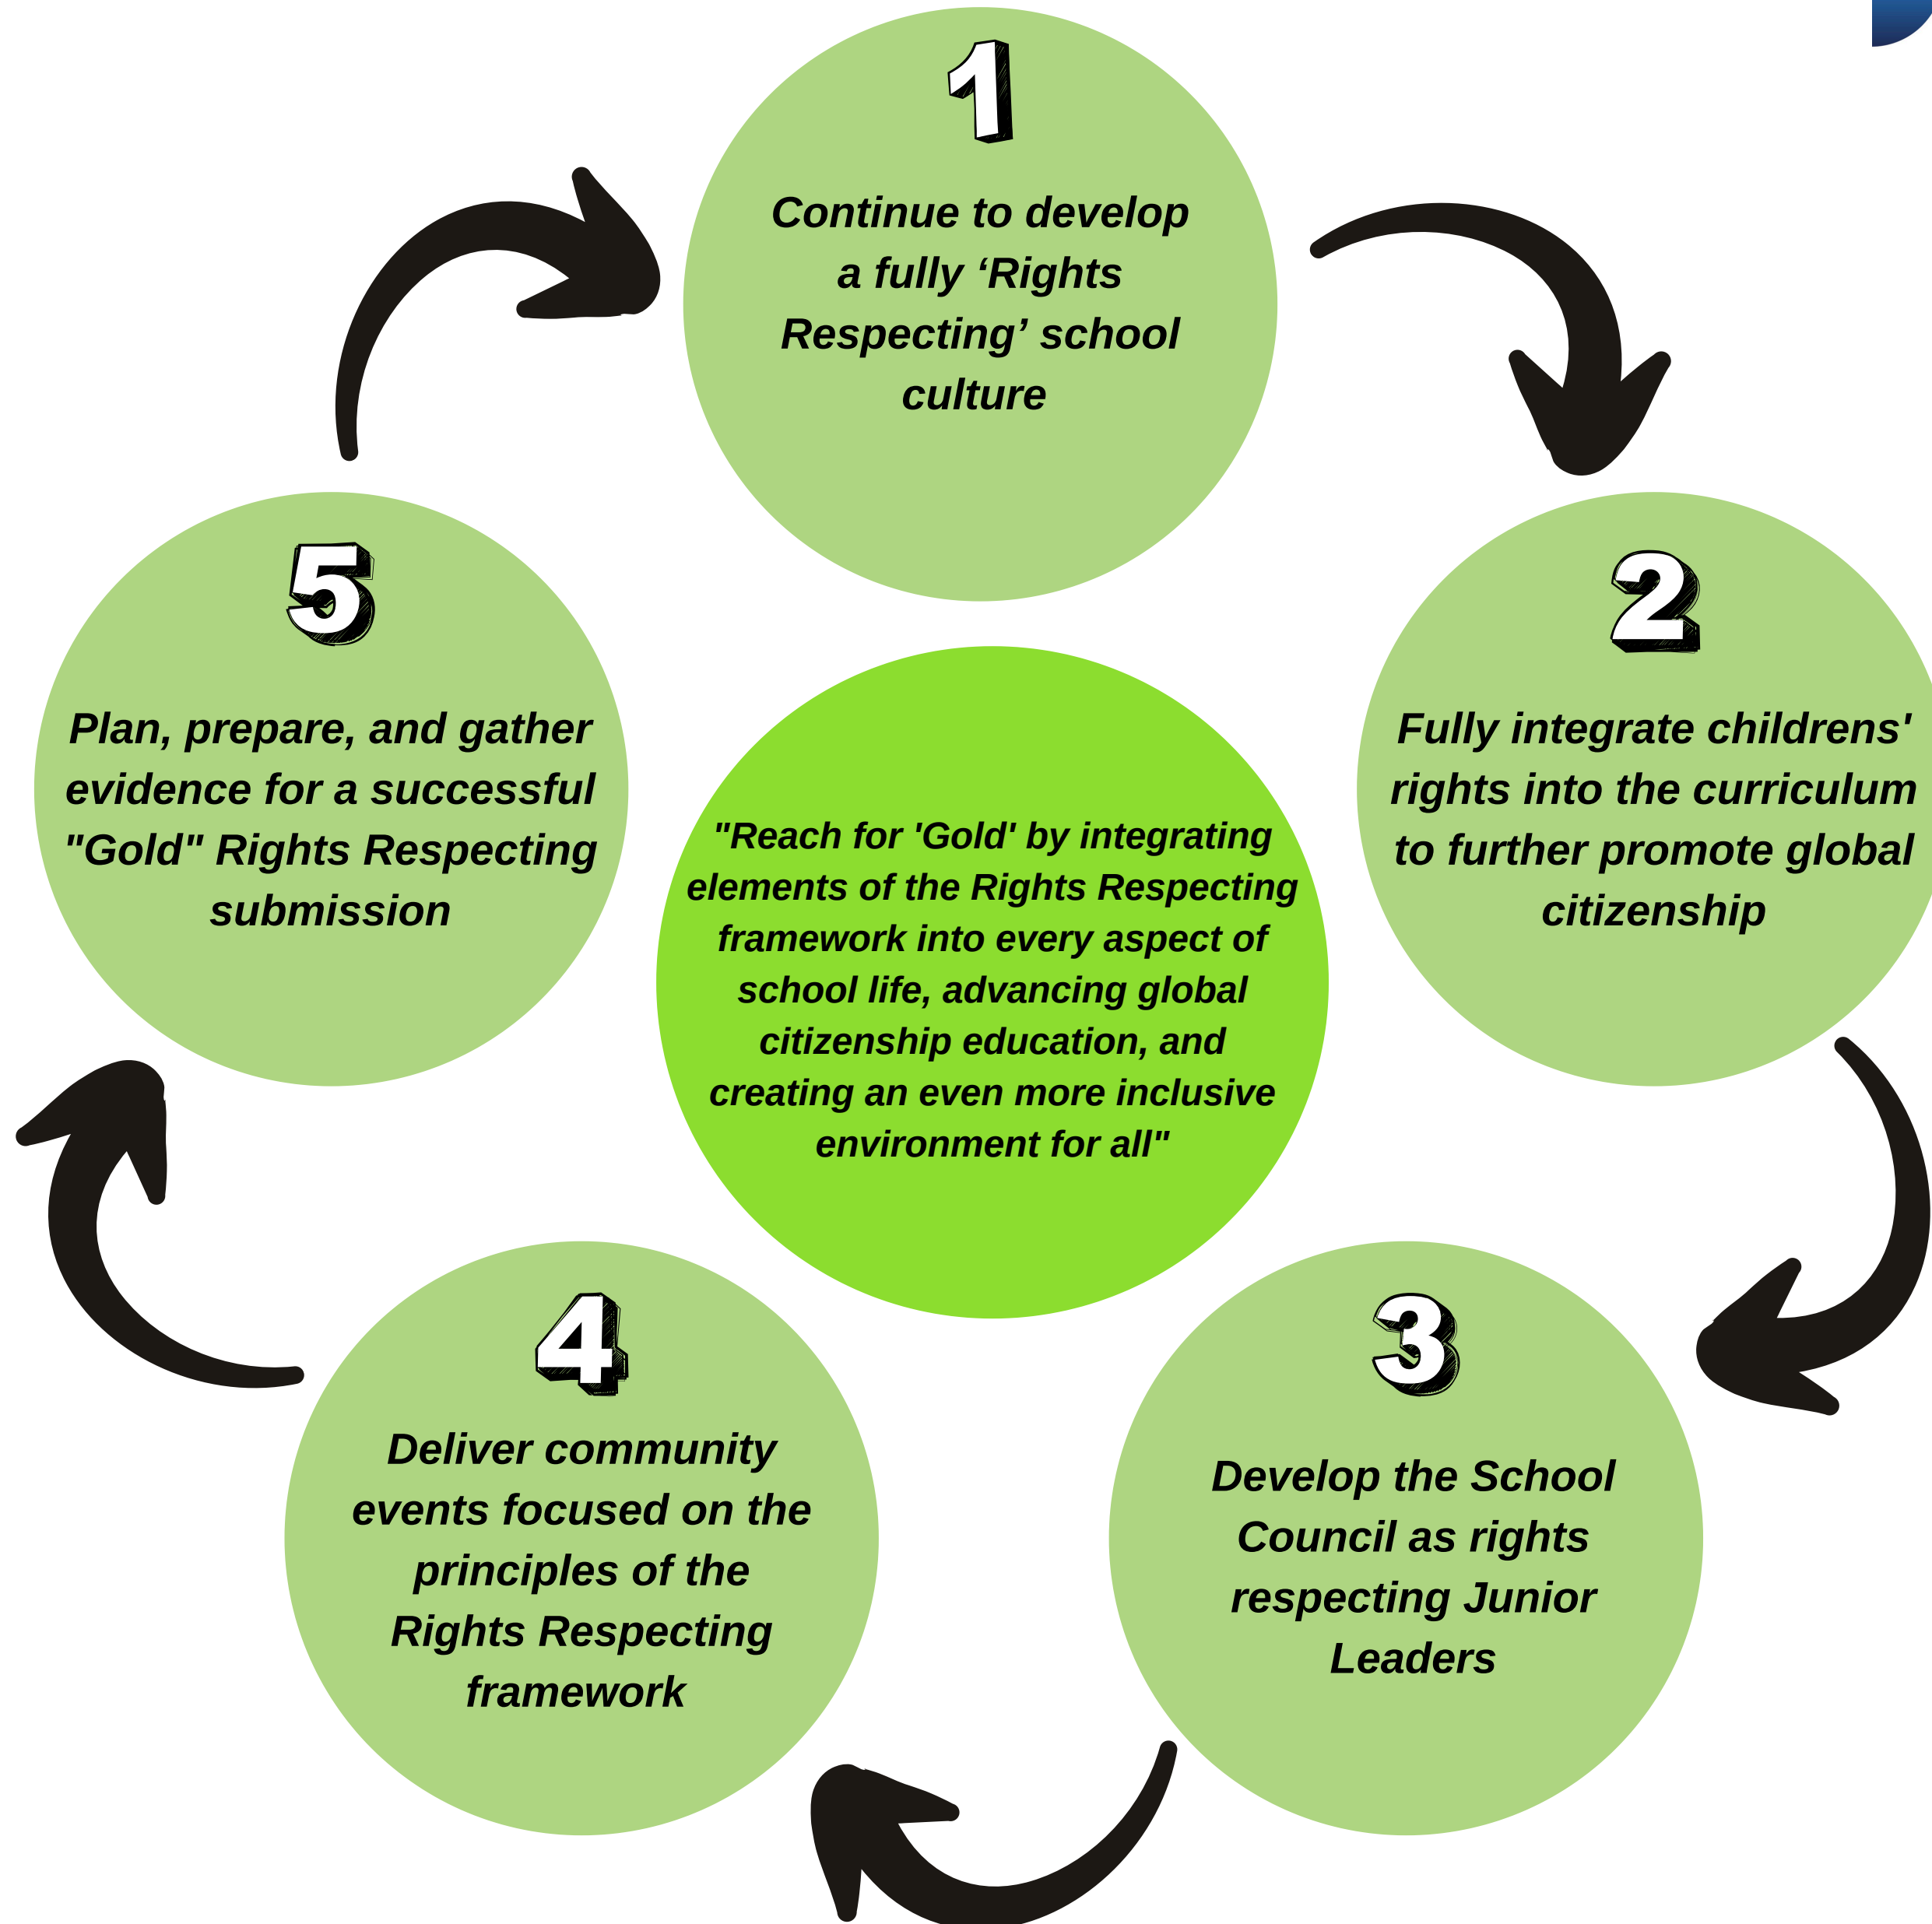 1
Continue to develop
a fully ‘Rights
Respecting’ school
culture
2
Fully integrate childrens'
rights into the curriculum
to further promote global
citizenship
3
Develop the School
Council as rights
respecting Junior
Leaders
4
Deliver community
events focused on the
principles of the
Rights Respecting
framework
5
Plan, prepare, and gather
evidence for a successful
"Gold" Rights Respecting
submission
"Reach for 'Gold' by integrating
elements of the Rights Respecting
framework into every aspect of
school life, advancing global
citizenship education, and
creating an even more inclusive
environment for all"